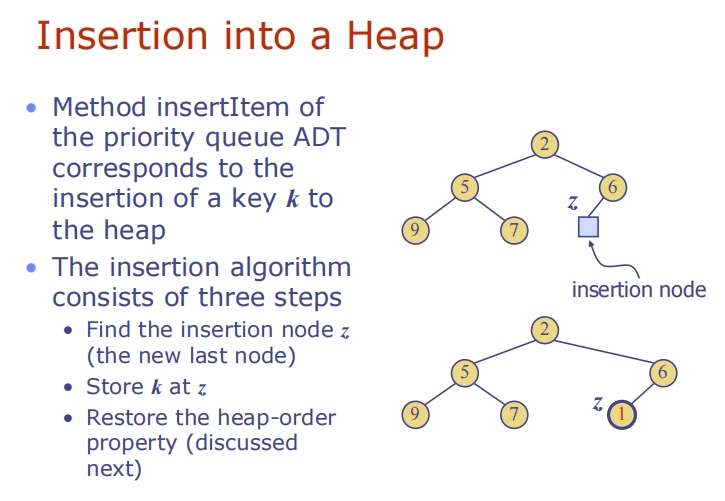 Insertion into a Heap
• Method insertItem of
the priority queue ADT
corresponds to the
insertion of a key k to
the heap
• The insertion algorithm
consists of three steps
• Find the insertion node z
(the new last node)
• Store k at z
• Restore the heap-order
property (discussed
next)
2
5 6
z
9 7
insertion node
2
5 6
z
9 7 1